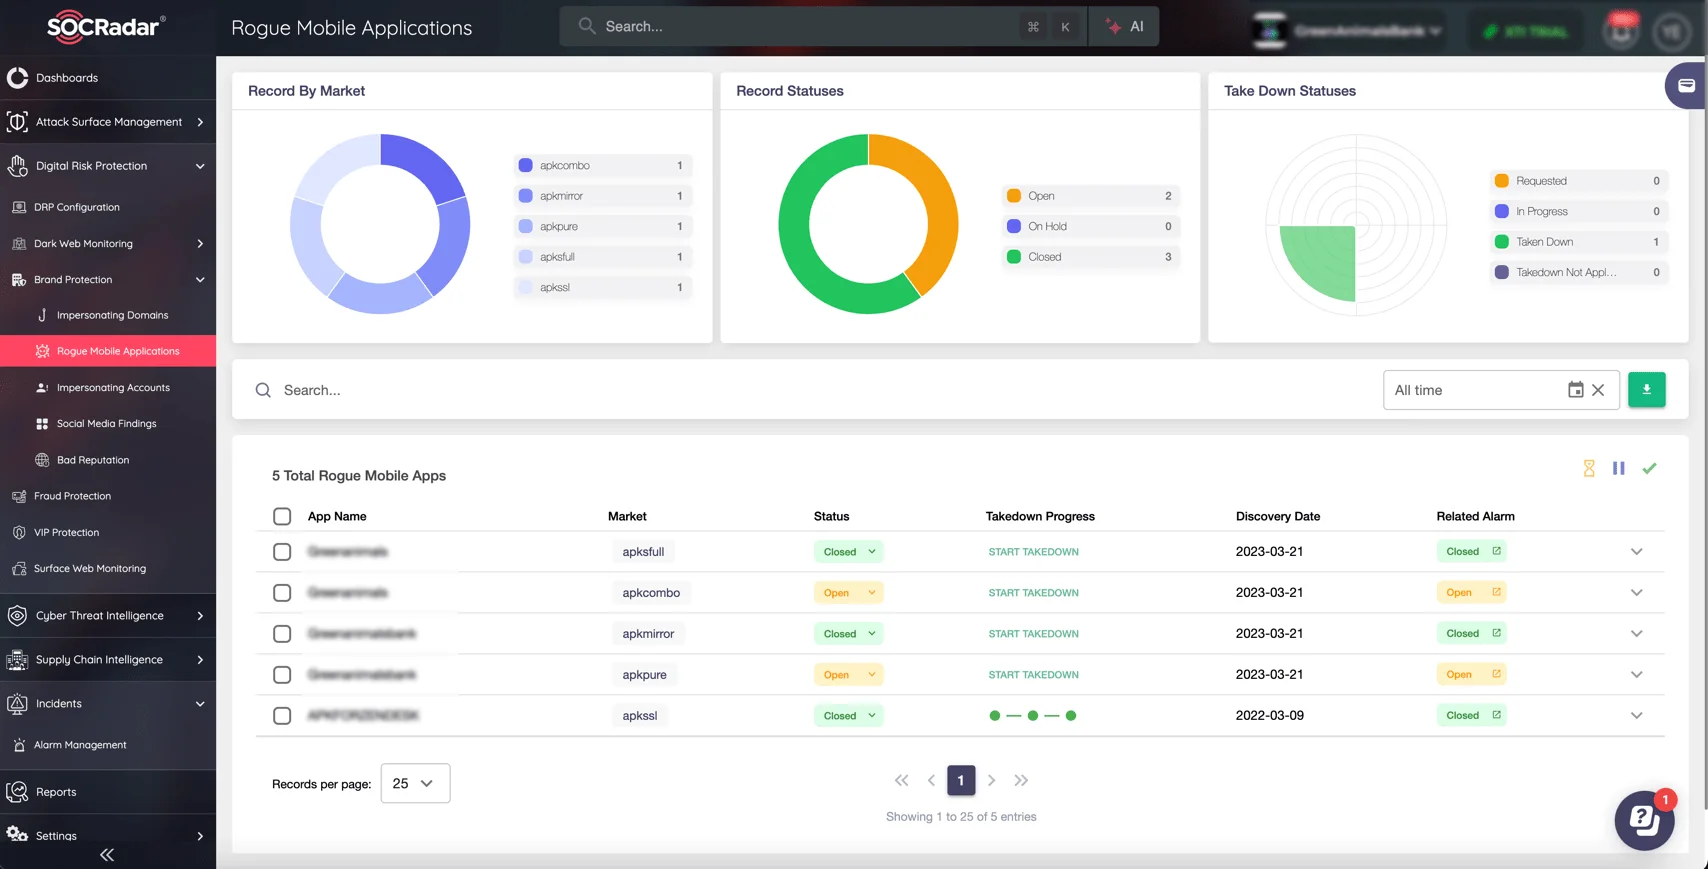 SOCRadar®
Rogue Mobile Applications
Search...
⌘ K
AI
Dashboards
Attack Surface Management
Digital Risk Protection
DRP Configuration
Dark Web Monitoring
Brand Protection
Impersonating Domains
Rogue Mobile Applications
Impersonating Accounts
Social Media Findings
Bad Reputation
Fraud Protection
VIP Protection
Surface Web Monitoring
Cyber Threat Intelligence
Supply Chain Intelligence
Incidents
Alarm Management
Reports
Settings
Record By Market
apkcombo 1
apkmirror 1
apkpure 1
apksfull 1
apkssl 1
Record Statuses
Open 2
On Hold 0
Closed 3
Take Down Statuses
Requested 0
In Progress 0
Taken Down 1
Takedown Not Appl... 0
Search...
All time
5 Total Rogue Mobile Apps
App Name Market Status Takedown Progress Discovery Date Related Alarm
apksfull Closed START TAKEDOWN 2023-03-21 Closed
apkcombo Open START TAKEDOWN 2023-03-21 Open
apkmirror Closed START TAKEDOWN 2023-03-21 Closed
apkpure Open START TAKEDOWN 2023-03-21 Open
apkssl Closed 2022-03-09 Closed
Records per page: 25
1
Showing 1 to 25 of 5 entries
1